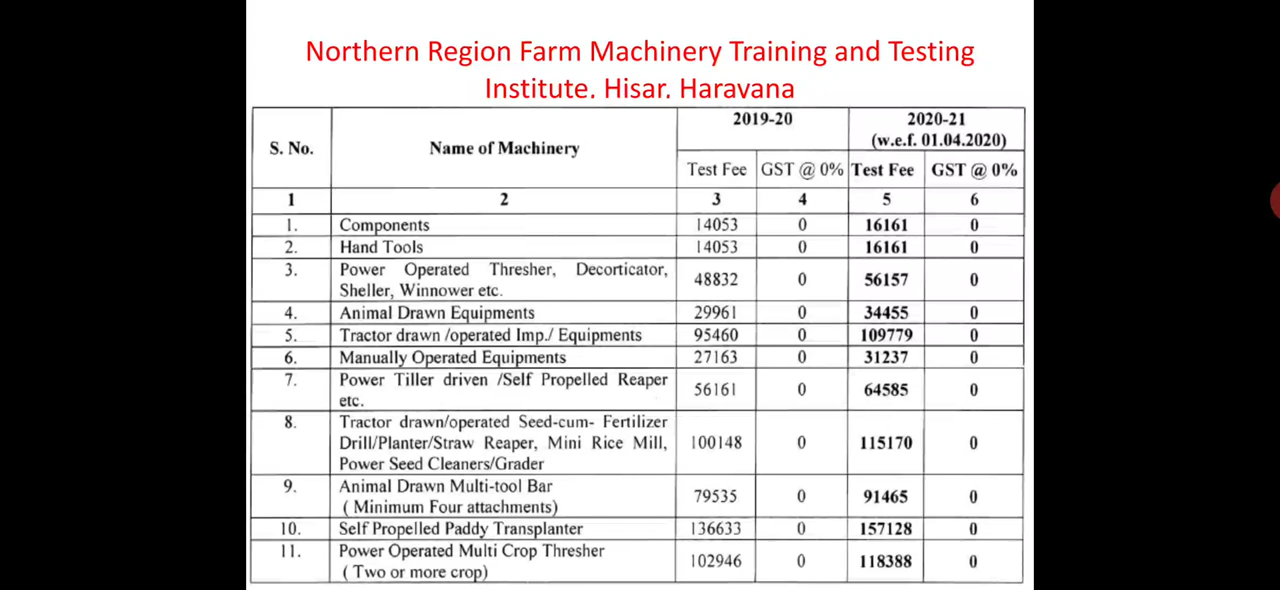 Northern Region Farm Machinery Training and Testing
Institute. Hisar. Haravana
S. No. Name of Machinery 2019-20 2020-21
(w.e.f. 01.04.2020)
Test Fee GST @ 0% Test Fee GST @ 0%
1 2 3 4 5 6
1. Components 14053 0 16161 0
2. Hand Tools 14053 0 16161 0
3. Power Operated Thresher, Decorticator,
Sheller, Winnower etc. 48832 0 56157 0
4. Animal Drawn Equipments 29961 0 34455 0
5. Tractor drawn /operated Imp./ Equipments 95460 0 109779 0
6. Manually Operated Equipments 27163 0 31237 0
7. Power Tiller driven /Self Propelled Reaper
etc. 56161 0 64585 0
8. Tractor drawn/operated Seed-cum- Fertilizer
Drill/Planter/Straw Reaper, Mini Rice Mill, 100148 0 115170 0
Power Seed Cleaners/Grader
9. Animal Drawn Multi-tool Bar
( Minimum Four attachments) 79535 0 91465 0
10. Self Propelled Paddy Transplanter 136633 0 157128 0
11. Power Operated Multi Crop Thresher
( Two or more crop) 102946 0 118388 0